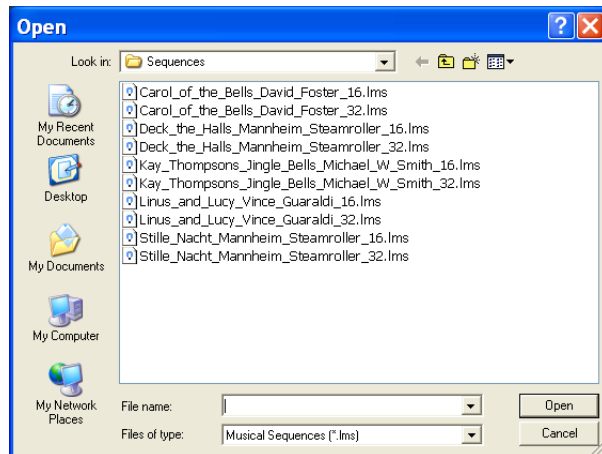 Open
Look in:
Sequences
My Recent
Documents
Desktop
My Documents
My Computer
My Network
Places
Carol_of_the_Bells_David_Foster_16.lms
Carol_of_the_Bells_David_Foster_32.lms
Deck_the_Halls_Mannheim_Steamroller_16.lms
Deck_the_Halls_Mannheim_Steamroller_32.lms
Kay_Thompsons_Jingle_Bells_Michael_W_Smith_16.lms
Kay_Thompsons_Jingle_Bells_Michael_W_Smith_32.lms
Linus_and_Lucy_Vince_Guaraldi_16.lms
Linus_and_Lucy_Vince_Guaraldi_32.lms
Stille_Nacht_Mannheim_Steamroller_16.lms
Stille_Nacht_Mannheim_Steamroller_32.lms
File name:
Open
Files of type:
Musical Sequences (*.lms)
Cancel